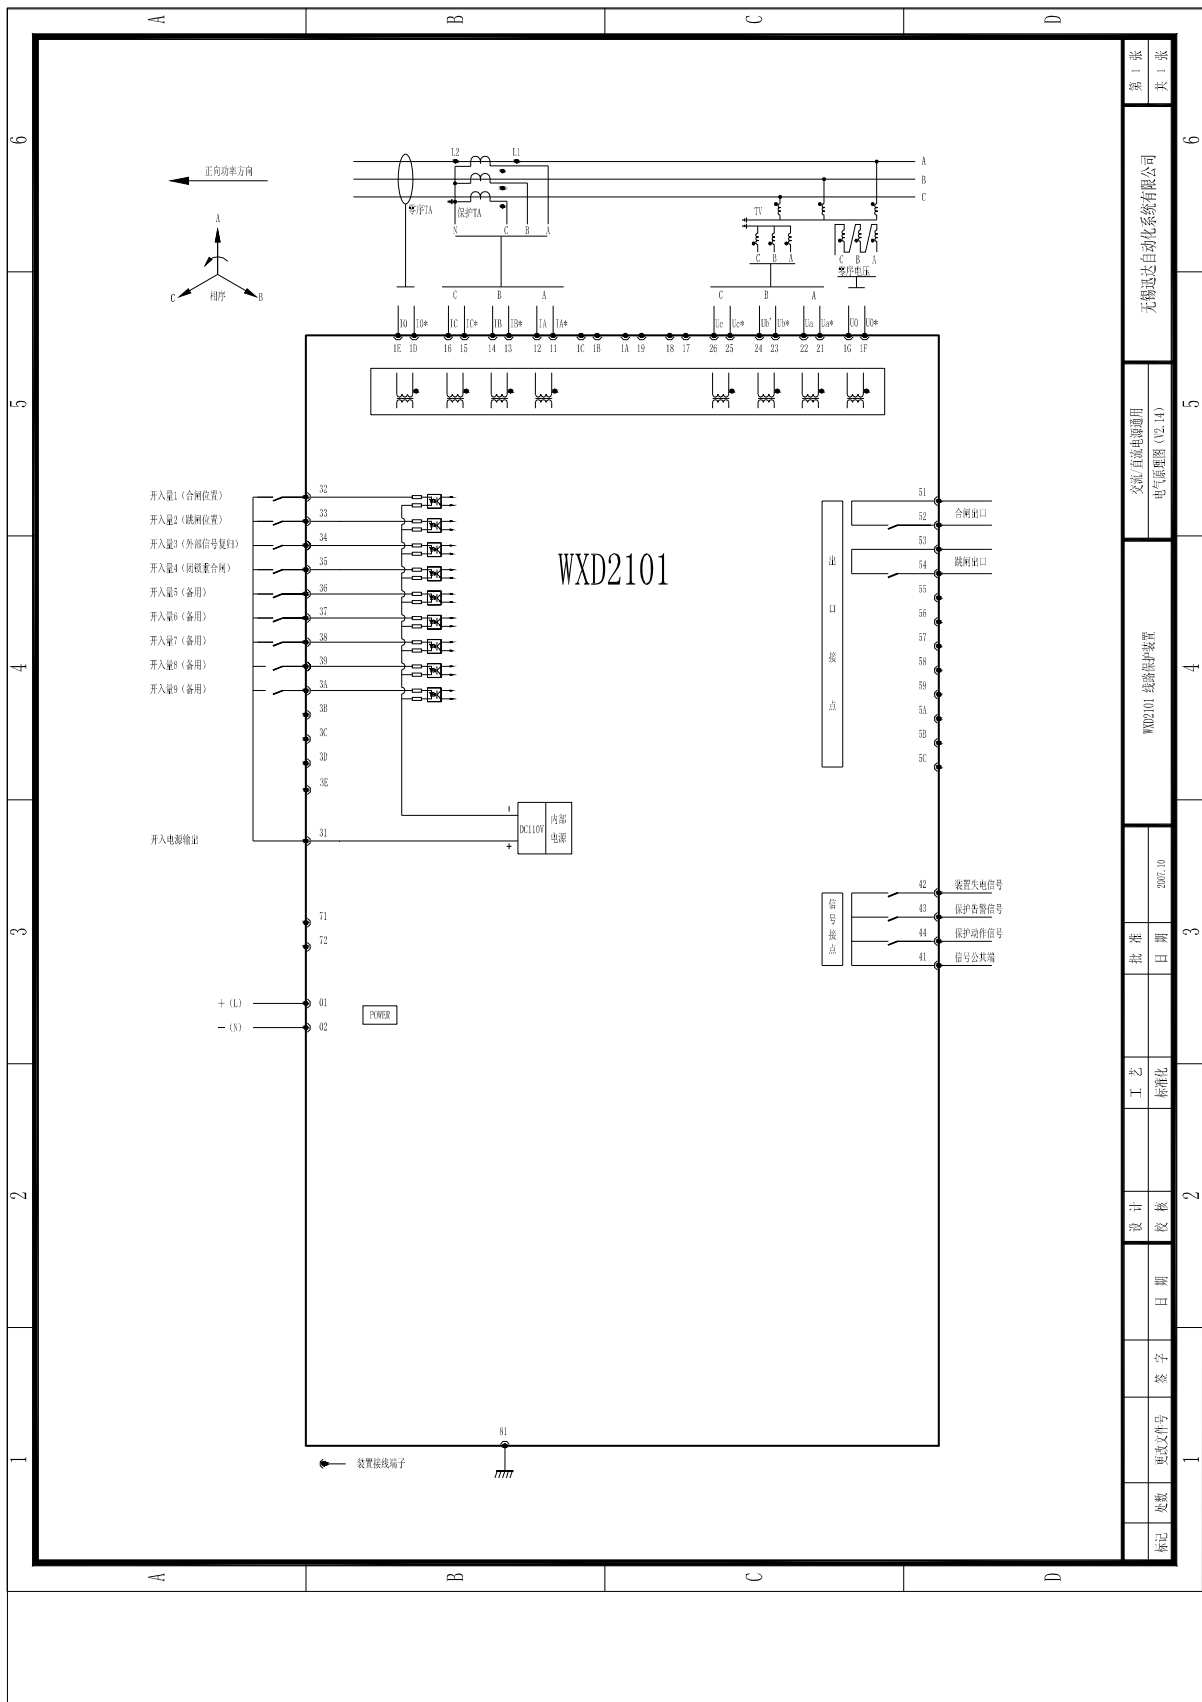 A
B
C
D
6
6
5
5
4
4
3
3
2
2
1
1
A
B
C
D
正向功率方向
A
B
C
相序
L2
L1
A
B
C
零序TA
保护TA
N
C
B
A
C
B
A
TV
C
B
A
C
B
A
零序电压
C
B
A
I0
I0*
IC
IC*
IB
IB*
IA
IA*
Uc'
Uc*
Ub'
Ub*
Ua
Ua*
U0
U0*
1E
1D
16
15
14
13
12
11
1C
1B
1A
19
18
17
26
25
24
23
22
21
1G
1F
开入量1（合闸位置）
32
开入量2（跳闸位置）
33
开入量3（外部信号复归）
34
开入量4（闭锁重合闸）
35
开入量5（备用）
36
开入量6（备用）
37
开入量7（备用）
38
开入量8（备用）
39
开入量9（备用）
3A
3B
3C
3D
3E
开入电源输出
31
WXD2101
DC110V
内部
电源
+
71
72
+（L）
01
－（N）
02
POWER
出口接点
51
52
合闸出口
53
54
跳闸出口
55
56
57
58
59
5A
5B
5C
信号接点
42
装置失电信号
43
保护告警信号
44
保护动作信号
41
信号公共端
81
装置接线端子
第 1 张
共 1 张
无锡迅达自动化系统有限公司
交流/直流电源通用
电气原理图（V2.14）
WXD2101 线路保护装置
批 准
日 期
2007.10
工 艺
标准化
设 计
校 核
标记
处数
更改文件号
签 字
日 期